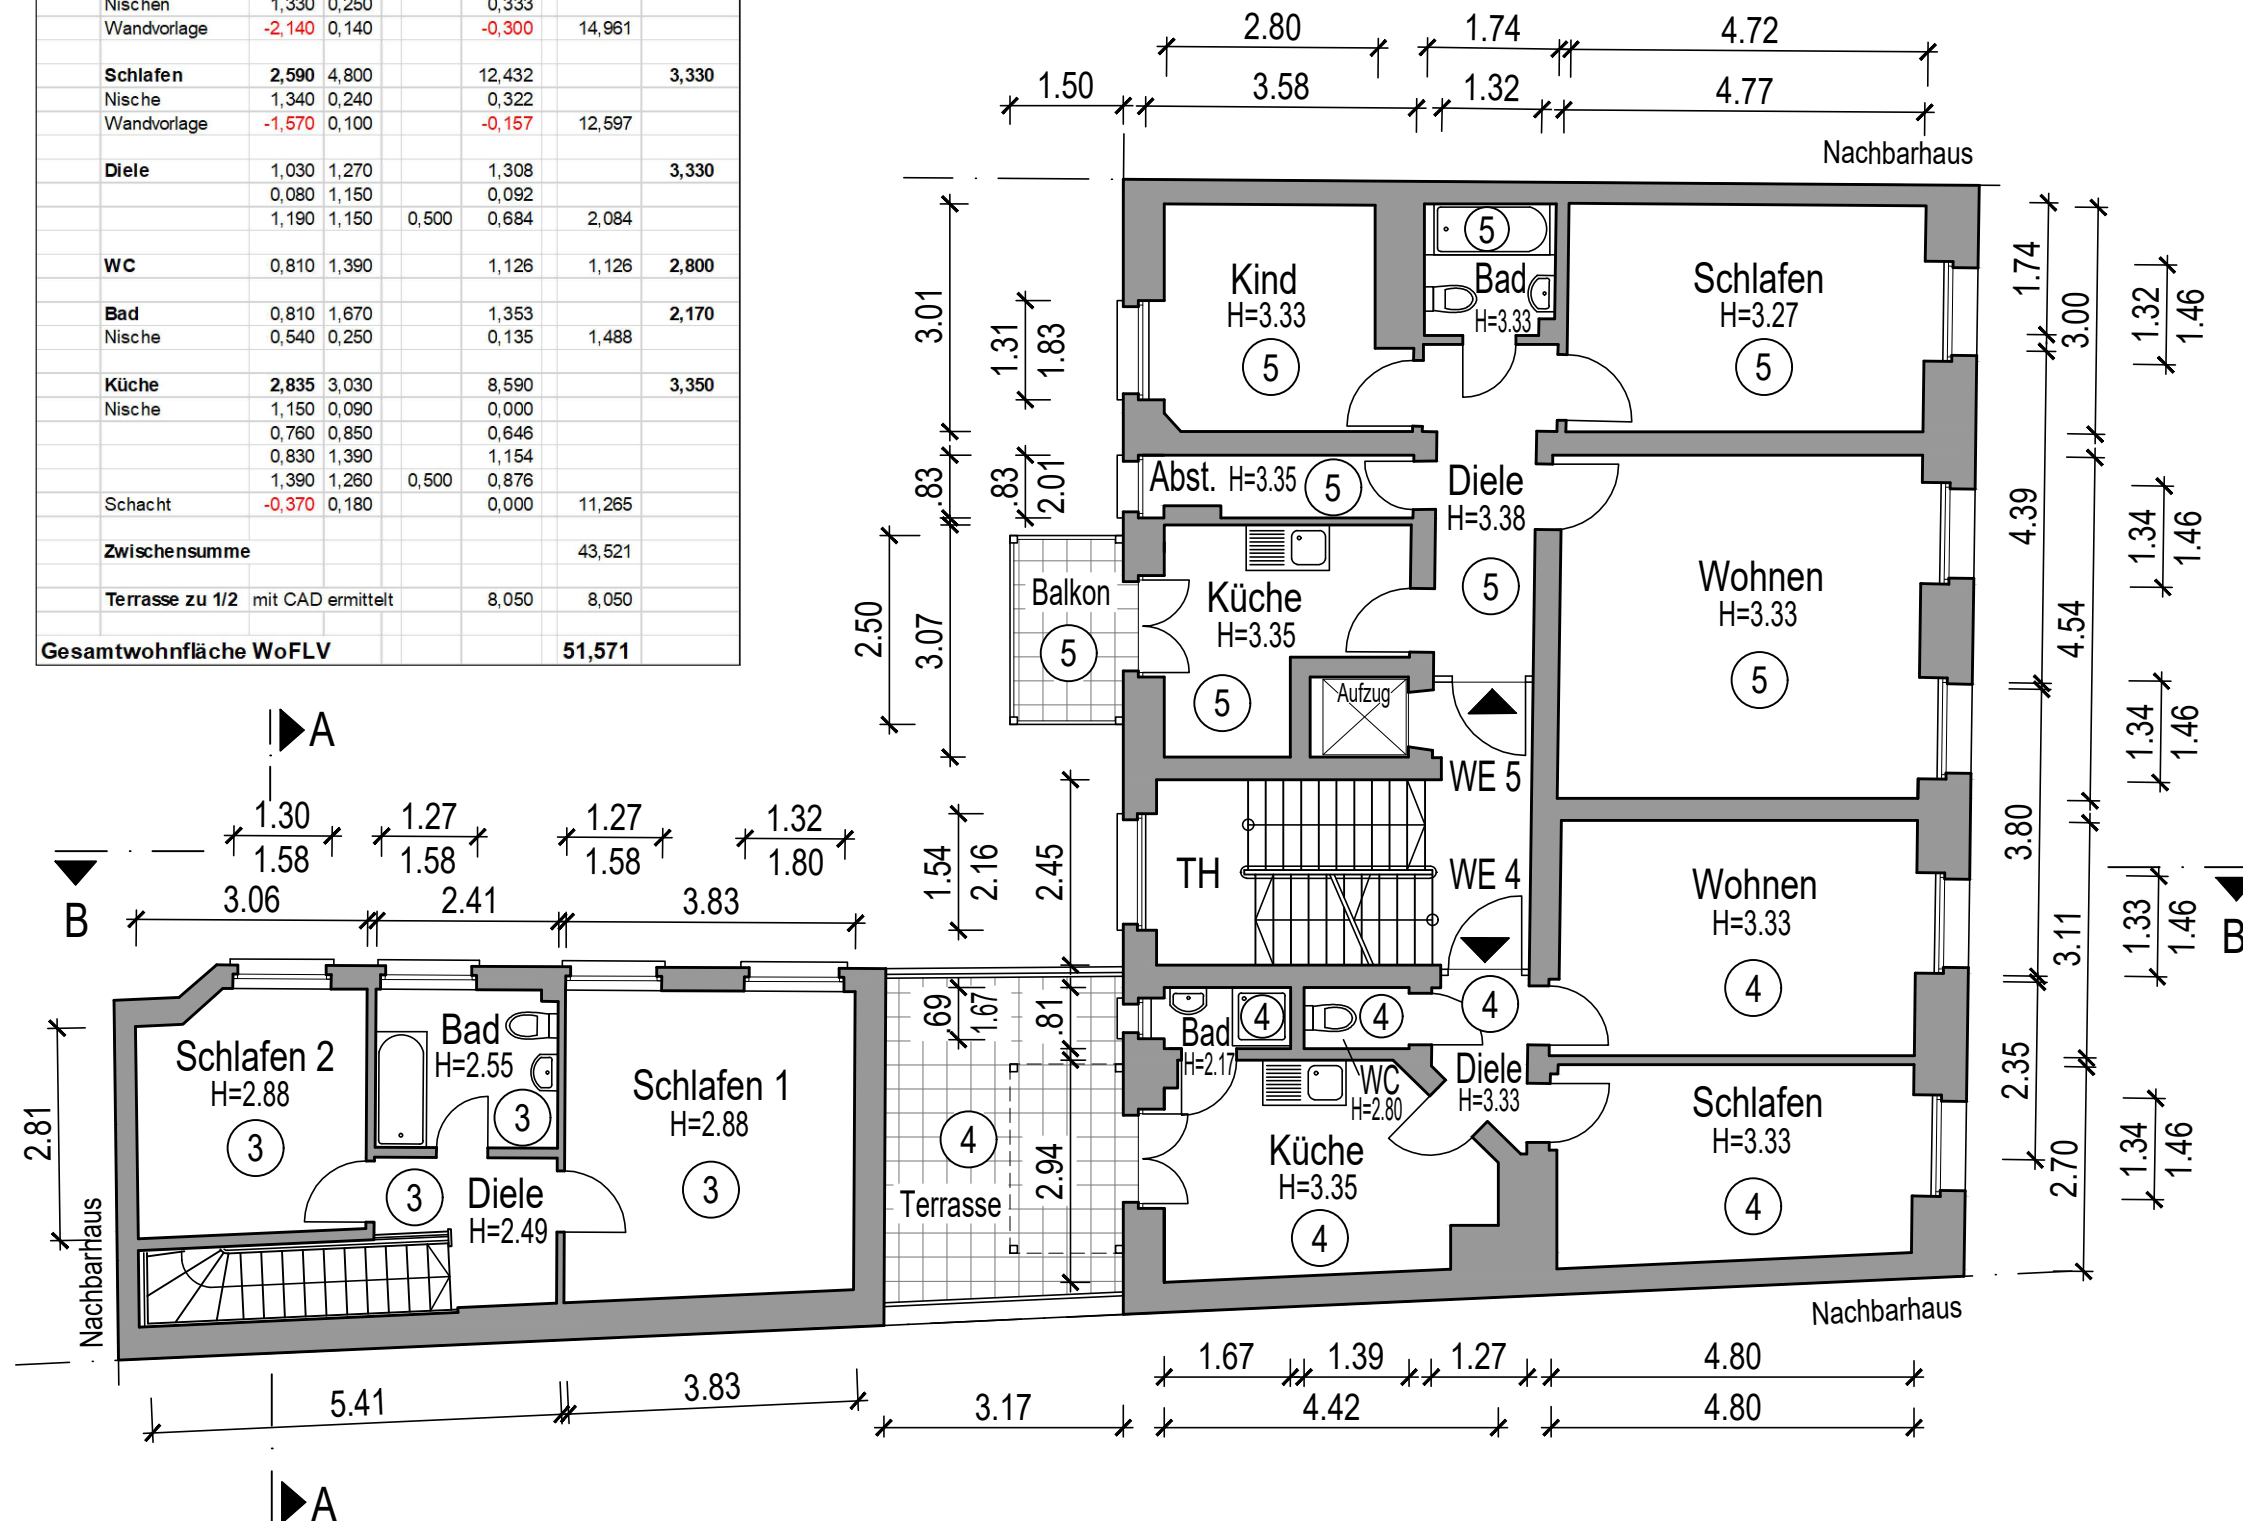 Nischen 1,330 0,250 0,333
Wandvorlage -2,140 0,140 -0,300 14,961
Schlafen 2,590 4,800 12,432 3,330
Nische 1,340 0,240 0,322
Wandvorlage -1,570 0,100 -0,157 12,597
Diele 1,030 1,270 1,308 3,330
0,080 1,150 0,092
1,190 1,150 0,500 0,684 2,084
WC 0,810 1,390 1,126 1,126 2,800
Bad 0,810 1,670 1,353 2,170
Nische 0,540 0,250 0,135 1,488
Küche 2,835 3,030 8,590 3,350
Nische 1,150 0,090 0,000
0,760 0,850 0,646
0,830 1,390 1,154
1,390 1,260 0,500 0,876
Schacht -0,370 0,180 0,000 11,265
Zwischensumme 43,521
Terrasse zu 1/2 mit CAD ermittelt 8,050 8,050
Gesamtwohnfläche WoFLV 51,571
2.80 1.74 4.72
1.50 3.58 1.32 4.77
Nachbarhaus
Kind
H=3.33
5
5
Bad
H=3.33
Schlafen
H=3.27
5
3.01
1.31
1.83
1.74
3.00
1.32
1.46
Abst. H=3.35 5
.83
.83
2.01
Diele
H=3.38
5
Balkon
5
2.50
3.07
Küche
H=3.35
5
Aufzug
Wohnen
H=3.33
5
4.39
4.54
1.34
1.46
1.34
1.46
WE 5
TH
WE 4
1.54
2.16
2.45
Wohnen
H=3.33
4
3.80
3.11
1.33
1.46
A
B
B
1.30 1.27 1.27 1.32
1.58 1.58 1.58 1.80
3.06 2.41 3.83
Schlafen 2
H=2.88
3
Bad
H=2.55
3
Schlafen 1
H=2.88
3
3
Diele
H=2.49
2.81
Nachbarhaus
.69
1.67
.81
2.94
4
Terrasse
Bad
H=2.17
4
4
4
WC
H=2.80
Diele
H=3.33
Küche
H=3.35
4
Schlafen
H=3.33
4
2.35
2.70
1.34
1.46
Nachbarhaus
1.67 1.39 1.27 4.80
5.41 3.83 3.17 4.42 4.80
A